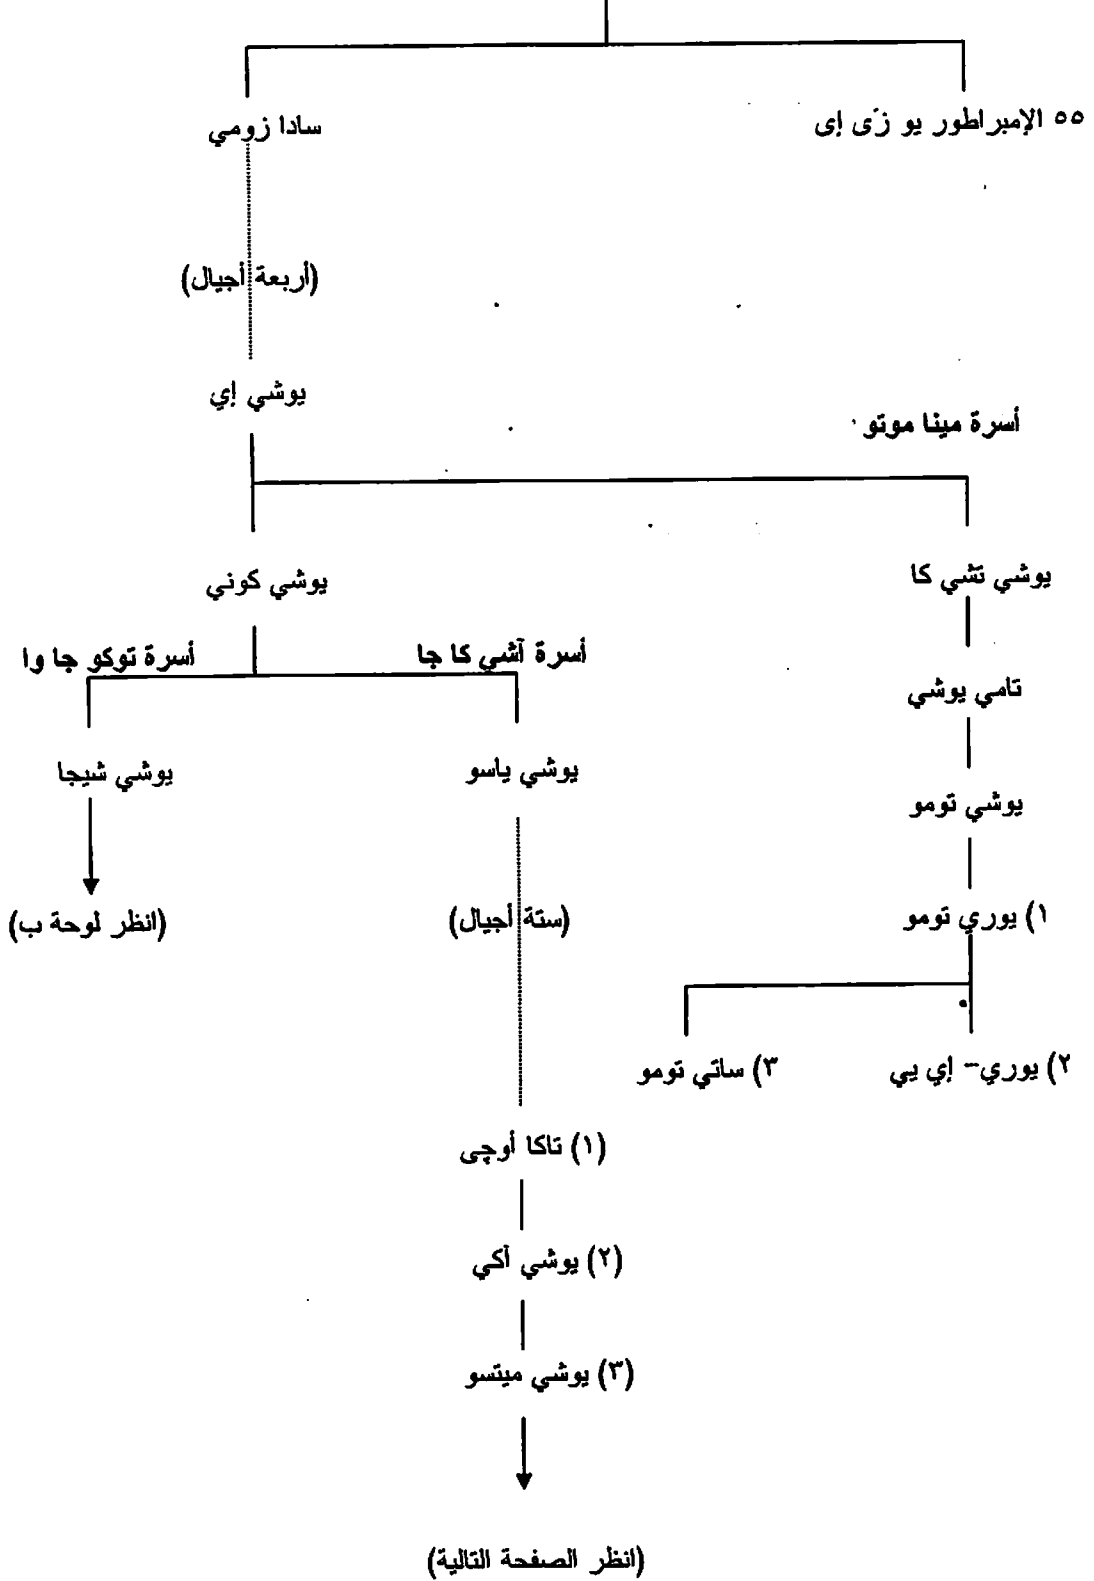 ٥٥ الإمبراطور يو زَى إى
سادا زومي
(أربعة أجيال)
يوشي إي
أسرة مينا موتو
يوشي تشي كا
يوشي كوني
أسرة آشي كا جا
أسرة توكو جا وا
تامي يوشي
يوشي ياسو
يوشي شيجا
يوشي تومو
١) يوري تومو
(ستة أجيال)
(انظر لوحة ب)
٢) يوري- إي يي
٣) ساتي تومو
(١) تاكا أوچى
(٢) يوشي أكي
(٣) يوشي ميتسو
(انظر الصفحة التالية)